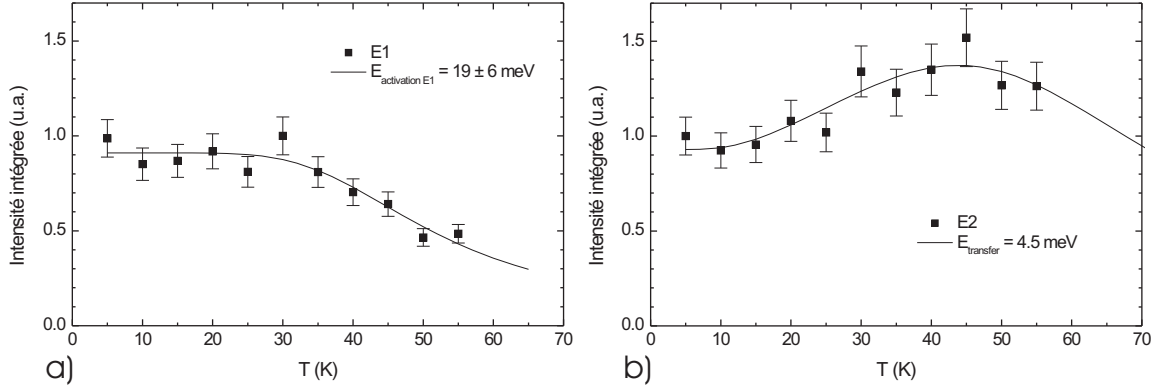 1.5
1.0
0.5
0.0
Intensité intégrée (u.a.)
E1
E activation E1 = 19 ± 6 meV
0 10 20 30 40 50 60 70
T (K)
a)
1.5
1.0
0.5
0.0
Intensité intégrée (u.a.)
E2
E transfer = 4.5 meV
0 10 20 30 40 50 60 70
T (K)
b)